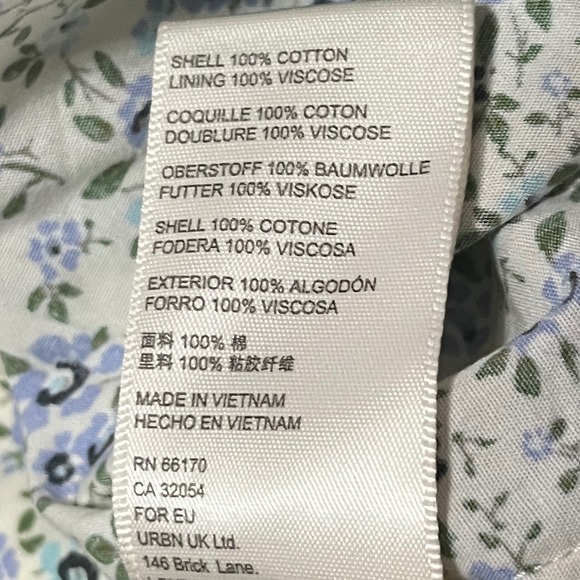 SHELL 100% COTTON
LINING 100% VISCOSE
COQUILLE 100% COTON
DOUBLURE 100% VISCOSE
OBERSTOFF 100% BAUMWOLLE
FUTTER 100% VISKOSE
SHELL 100% COTONE
FODERA 100% VISCOSA
EXTERIOR 100% ALGODÓN
FORRO 100% VISCOSA
面料 100% 棉
里料 100% 粘胶纤维
MADE IN VIETNAM
HECHO EN VIETNAM
RN 66170
CA 32054
FOR EU
URBN UK Ltd.
146 Brick Lane.